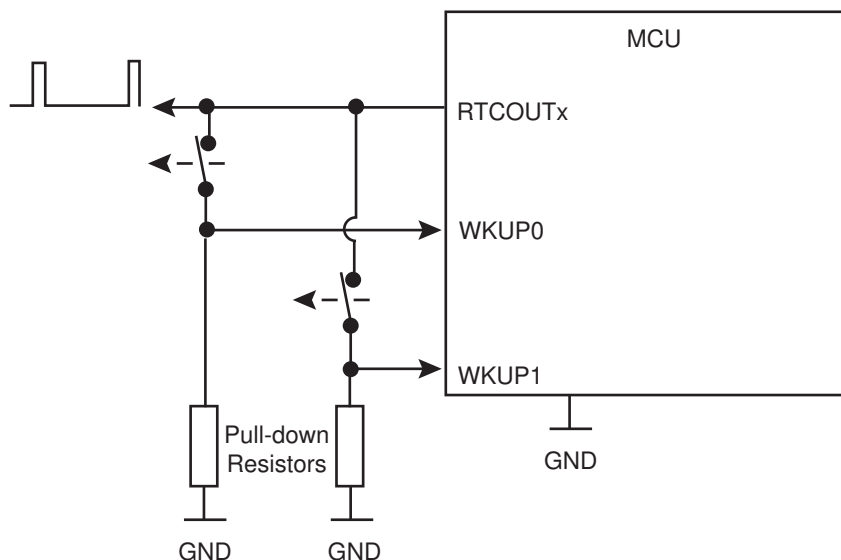 MCU
RTCOUTx
WKUP0
WKUP1
Pull-down
Resistors
GND
GND
GND